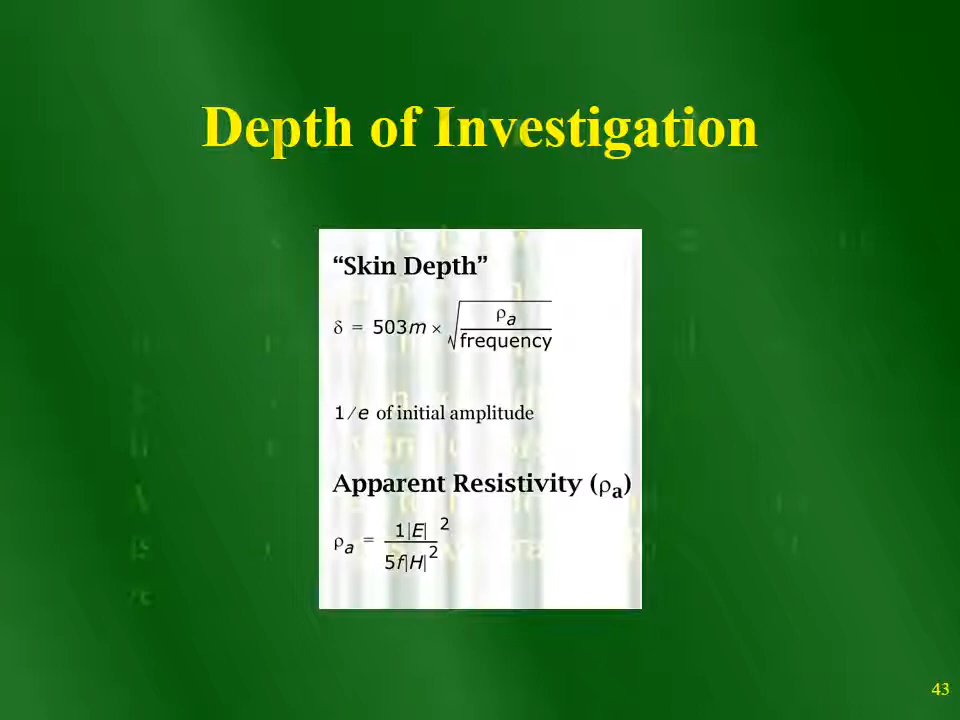 Depth of Investigation
“Skin Depth”
δ = 503m × √(ρa / frequency)
1/e of initial amplitude
Apparent Resistivity (ρa)
ρa = 1|E|² / 5f|H|²
43